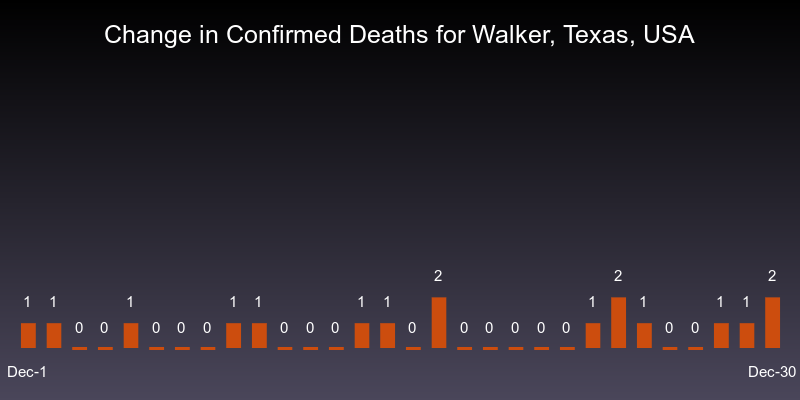 Change in Confirmed Deaths for Walker, Texas, USA
2 2 2
1 1 1 1 1 1 1 1 1 1 1
0 0 0 0 0 0 0 0 0 0 0 0 0 0 0 0
Dec-1 Dec-30